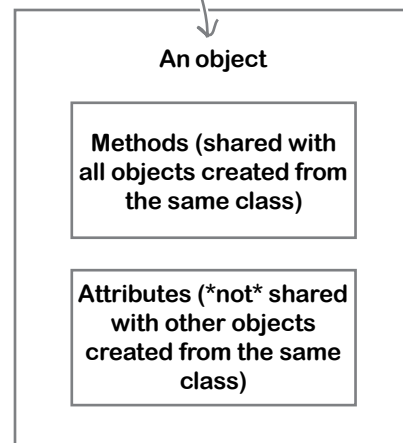 An object
Methods (shared with
all objects created from
the same class)
Attributes (*not* shared
with other objects
created from the same
class)